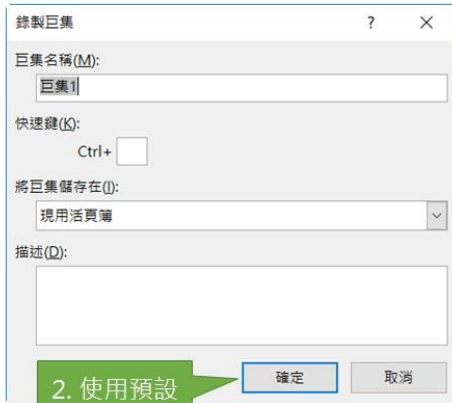 錄製巨集 ? ×
巨集名稱(M):
巨集1
快速鍵(K):
Ctrl+
將巨集儲存在(I):
現用活頁簿
描述(D):
2. 使用預設
確定 取消